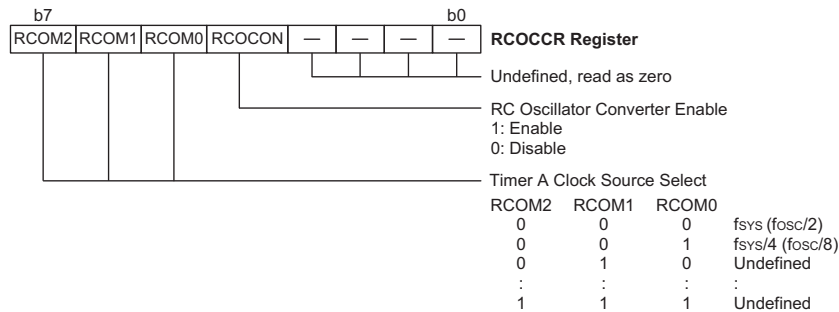 b7 b0
RCOM2 RCOM1 RCOM0 RCOCON — — — — RCOCCR Register
Undefined, read as zero
RC Oscillator Converter Enable
1: Enable
0: Disable
Timer A Clock Source Select
RCOM2 RCOM1 RCOM0
0 0 0 fSYS (fOSC/2)
0 0 1 fSYS/4 (fOSC/8)
0 1 0 Undefined
: : : :
1 1 1 Undefined